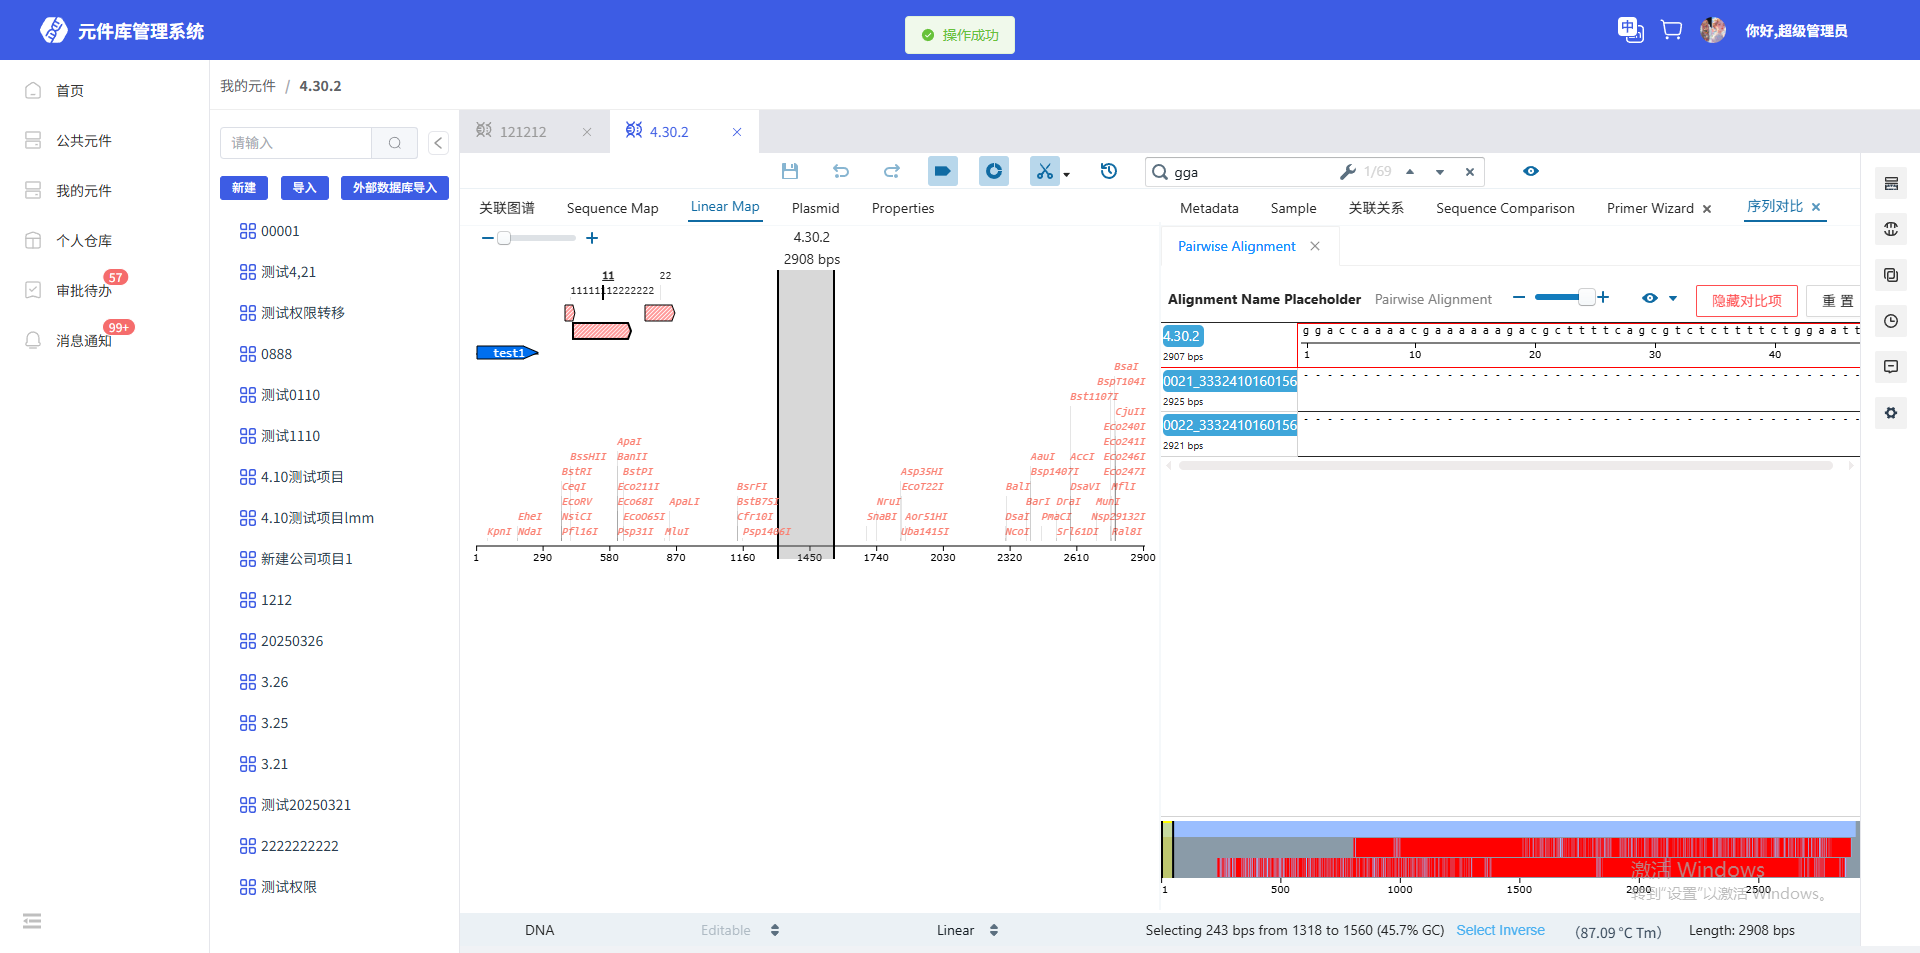 元件库管理系统
操作成功
中
你好,超级管理员
首页
公共元件
我的元件
个人仓库
审批待办
57
消息通知
99+
我的元件 / 4.30.2
请输入
新建
导入
外部数据库导入
00001
测试4,21
测试权限转移
0888
测试0110
测试1110
4.10测试项目
4.10测试项目lmm
新建公司项目1
1212
20250326
3.26
3.25
3.21
测试20250321
2222222222
测试权限
121212
4.30.2
gga
1/69
关联图谱
Sequence Map
Linear Map
Plasmid
Properties
4.30.2
2908 bps
11
22
11111112222222
test1
BsaI
BspT104I
Bst1107I
CjuII
Eco240I
ApaI
Eco241I
BssHII BanII
AauI AccI Eco246I
BstRI BstPI
Asp35HI
Bsp1407I Eco247I
CeqI Eco211I
BsrFI
EcoT22I
BalI DsaVI MflI
EcoRV Eco68I ApaLI
BstB7SI
NruI
BarI DraI MunI
EheI NsiCI EcoO65I
Cfr10I
SnaBI Aor51HI
DsaI PmaCI Nsp29132I
KpnI NdaI Pfl16I Psp31I MluI
Psp1406I
Uba1415I
NcoI Srl61DI Ral8I
1 290 580 870 1160 1450 1740 2030 2320 2610 2900
Metadata
Sample
关联关系
Sequence Comparison
Primer Wizard
序列对比
Pairwise Alignment
Alignment Name Placeholder
Pairwise Alignment
隐藏对比项
重 置
4.30.2
2907 bps
ggaccaaaacgaaaaaagacgcttttcagcgtctcttttctggaatt
1 10 20 30 40
0021_3332410160156
2925 bps
0022_3332410160156
2921 bps
1 500 1000 1500 2000 2500
激活 Windows
转到“设置”以激活 Windows。
DNA
Editable
Linear
Selecting 243 bps from 1318 to 1560 (45.7% GC)
Select Inverse
(87.09 °C Tm)
Length: 2908 bps